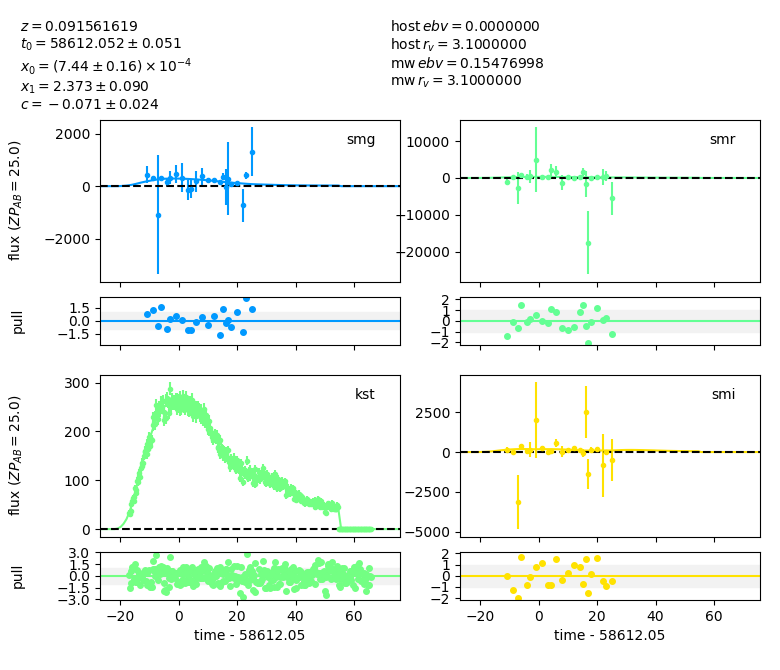 z = 0.091561619
t₀ = 58612.052 ± 0.051
x₀ = (7.44 ± 0.16) × 10⁻⁴
x₁ = 2.373 ± 0.090
c = −0.071 ± 0.024
host ebv = 0.0000000
host r_v = 3.1000000
mw ebv = 0.15476998
mw r_v = 3.1000000
smg
2000
0
−2000
flux (ZP_AB = 25.0)
smr
10000
0
−10000
−20000
1.5
0.0
−1.5
pull
2
1
0
−1
−2
kst
300
200
100
0
flux (ZP_AB = 25.0)
smi
2500
0
−2500
−5000
3.0
1.5
0.0
−1.5
−3.0
pull
−20 0 20 40 60
time - 58612.05
2
1
0
−1
−2
−20 0 20 40 60
time - 58612.05